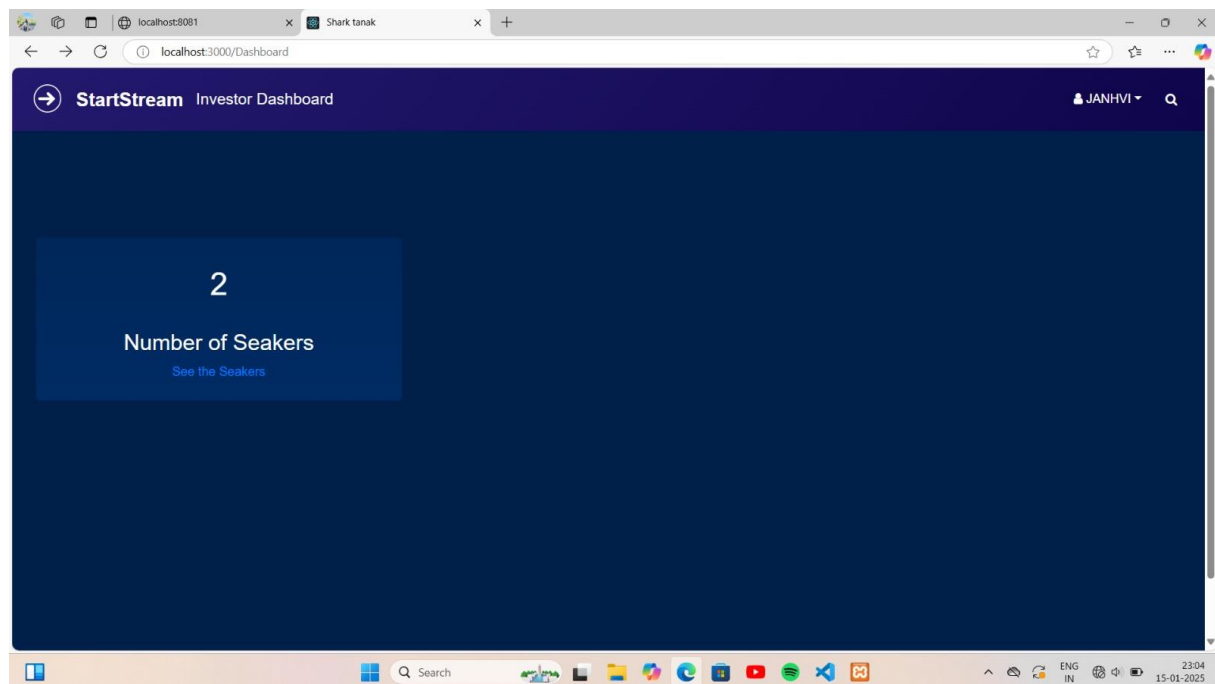 localhost:8081
Shark tanak
localhost:3000/Dashboard
StartStream Investor Dashboard
JANHVI
2
Number of Seakers
See the Seakers
Search
ENG
IN
23:04
15-01-2025